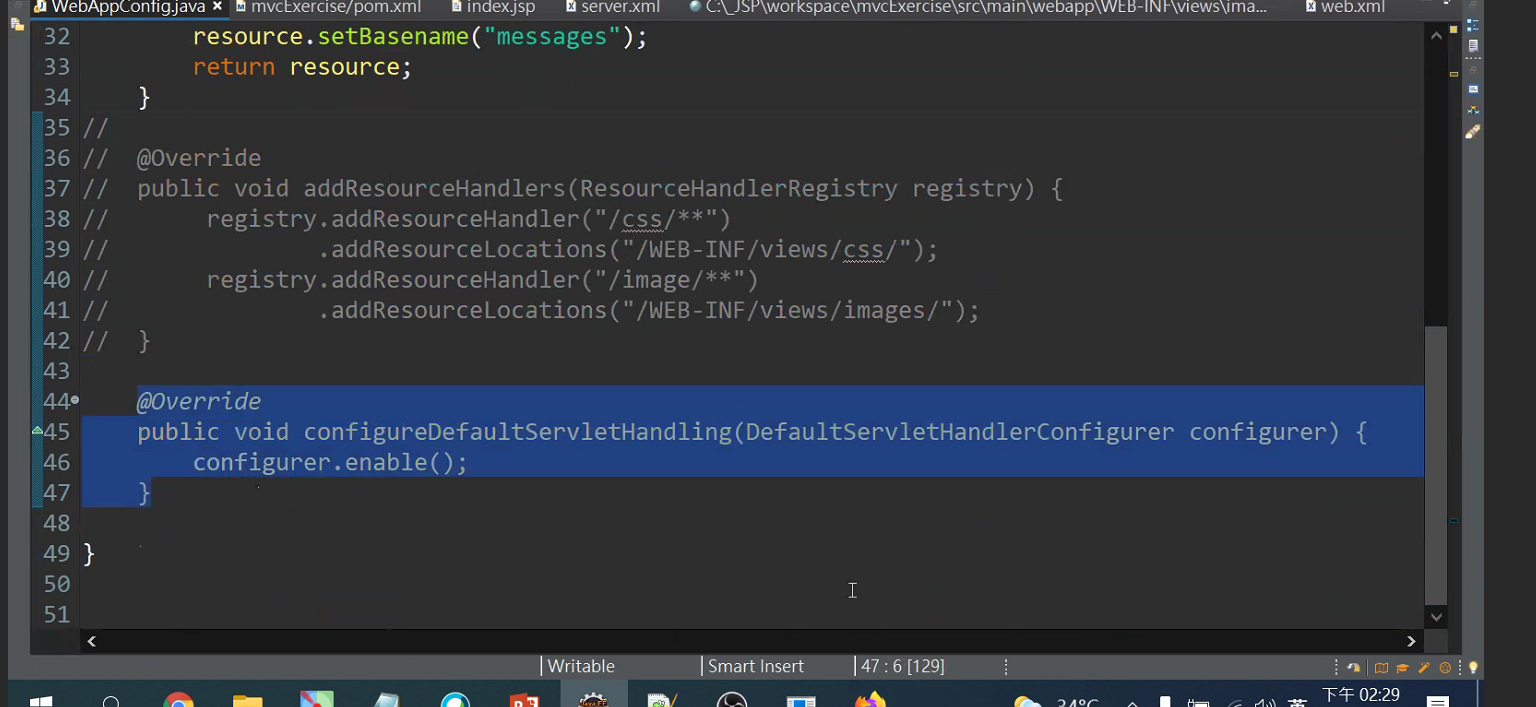 WebAppConfig.java
mvcExercise/pom.xml
index.jsp
server.xml
C:\_JSP\workspace\mvcExercise\src\main\webapp\WEB-INF\views\ima...
web.xml
32 resource.setBasename("messages");
33 return resource;
34 }
35 //
36 // @Override
37 // public void addResourceHandlers(ResourceHandlerRegistry registry) {
38 // registry.addResourceHandler("/css/**")
39 // .addResourceLocations("/WEB-INF/views/css/");
40 // registry.addResourceHandler("/image/**")
41 // .addResourceLocations("/WEB-INF/views/images/");
42 // }
43
44 @Override
45 public void configureDefaultServletHandling(DefaultServletHandlerConfigurer configurer) {
46 configurer.enable();
47 }
48
49 }
50
51
Writable
Smart Insert
47 : 6 [129]
34°C
英
下午 02:29